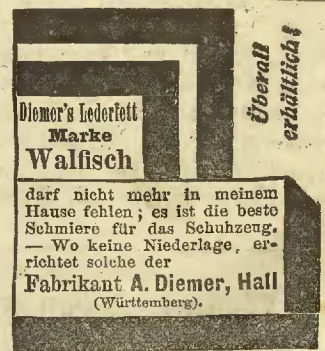 Diemer's Lederfett
Marke
Walfisch
Überall
erhältlich!
darf nicht mehr in meinem
Hause fehlen; es ist die beste
Schmiere für das Schuhzeug.
— Wo keine Niederlage, er-
richtet solche der
Fabrikant A. Diemer, Hall
(Württemberg).